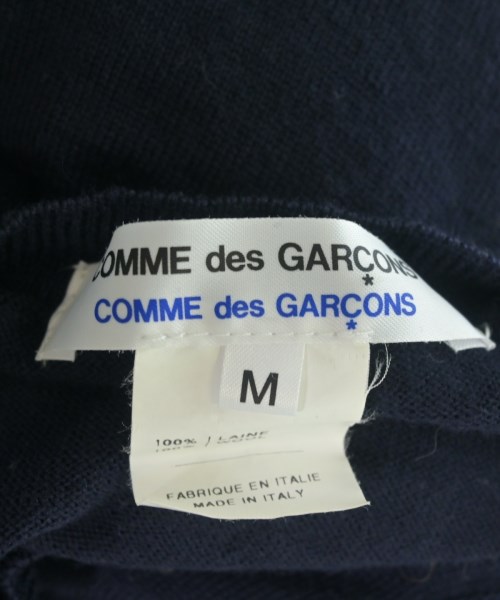 COMME des GARÇONS
COMME des GARÇONS
M
100% / LAINE
FABRIQUE EN ITALIE
MADE IN ITALY